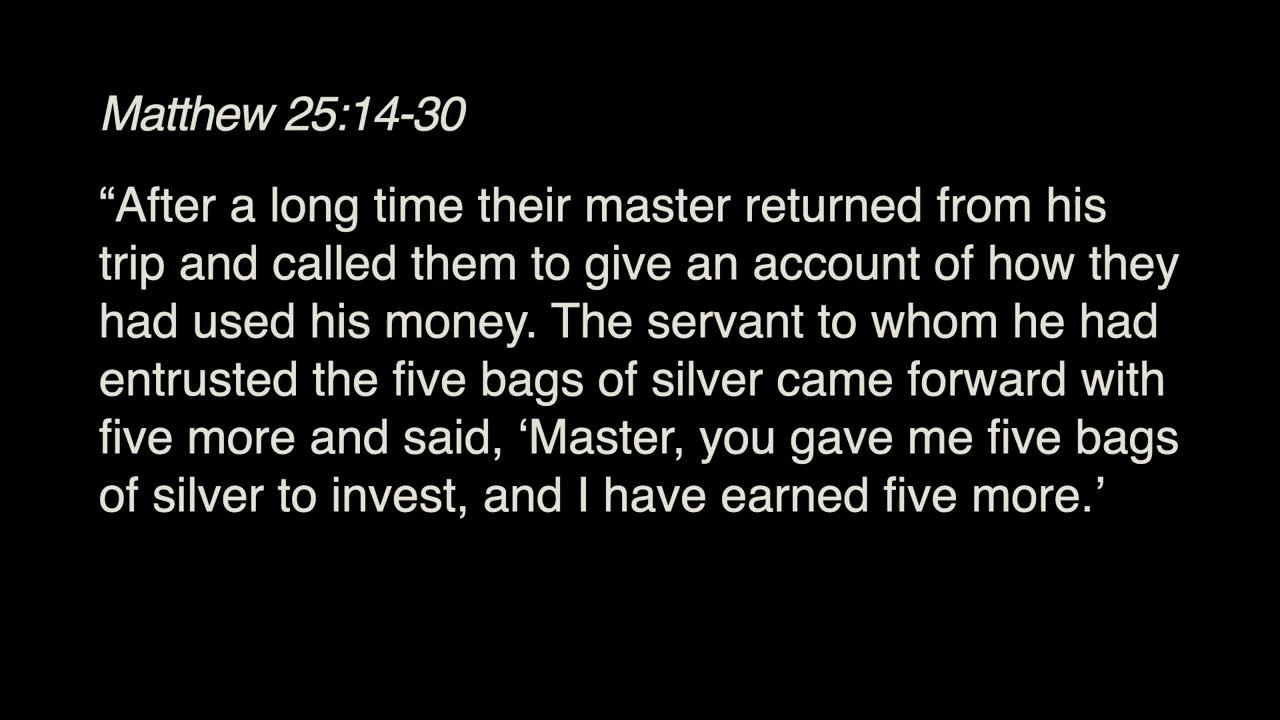 Matthew 25:14-30
“After a long time their master returned from his
trip and called them to give an account of how they
had used his money. The servant to whom he had
entrusted the five bags of silver came forward with
five more and said, ‘Master, you gave me five bags
of silver to invest, and I have earned five more.’